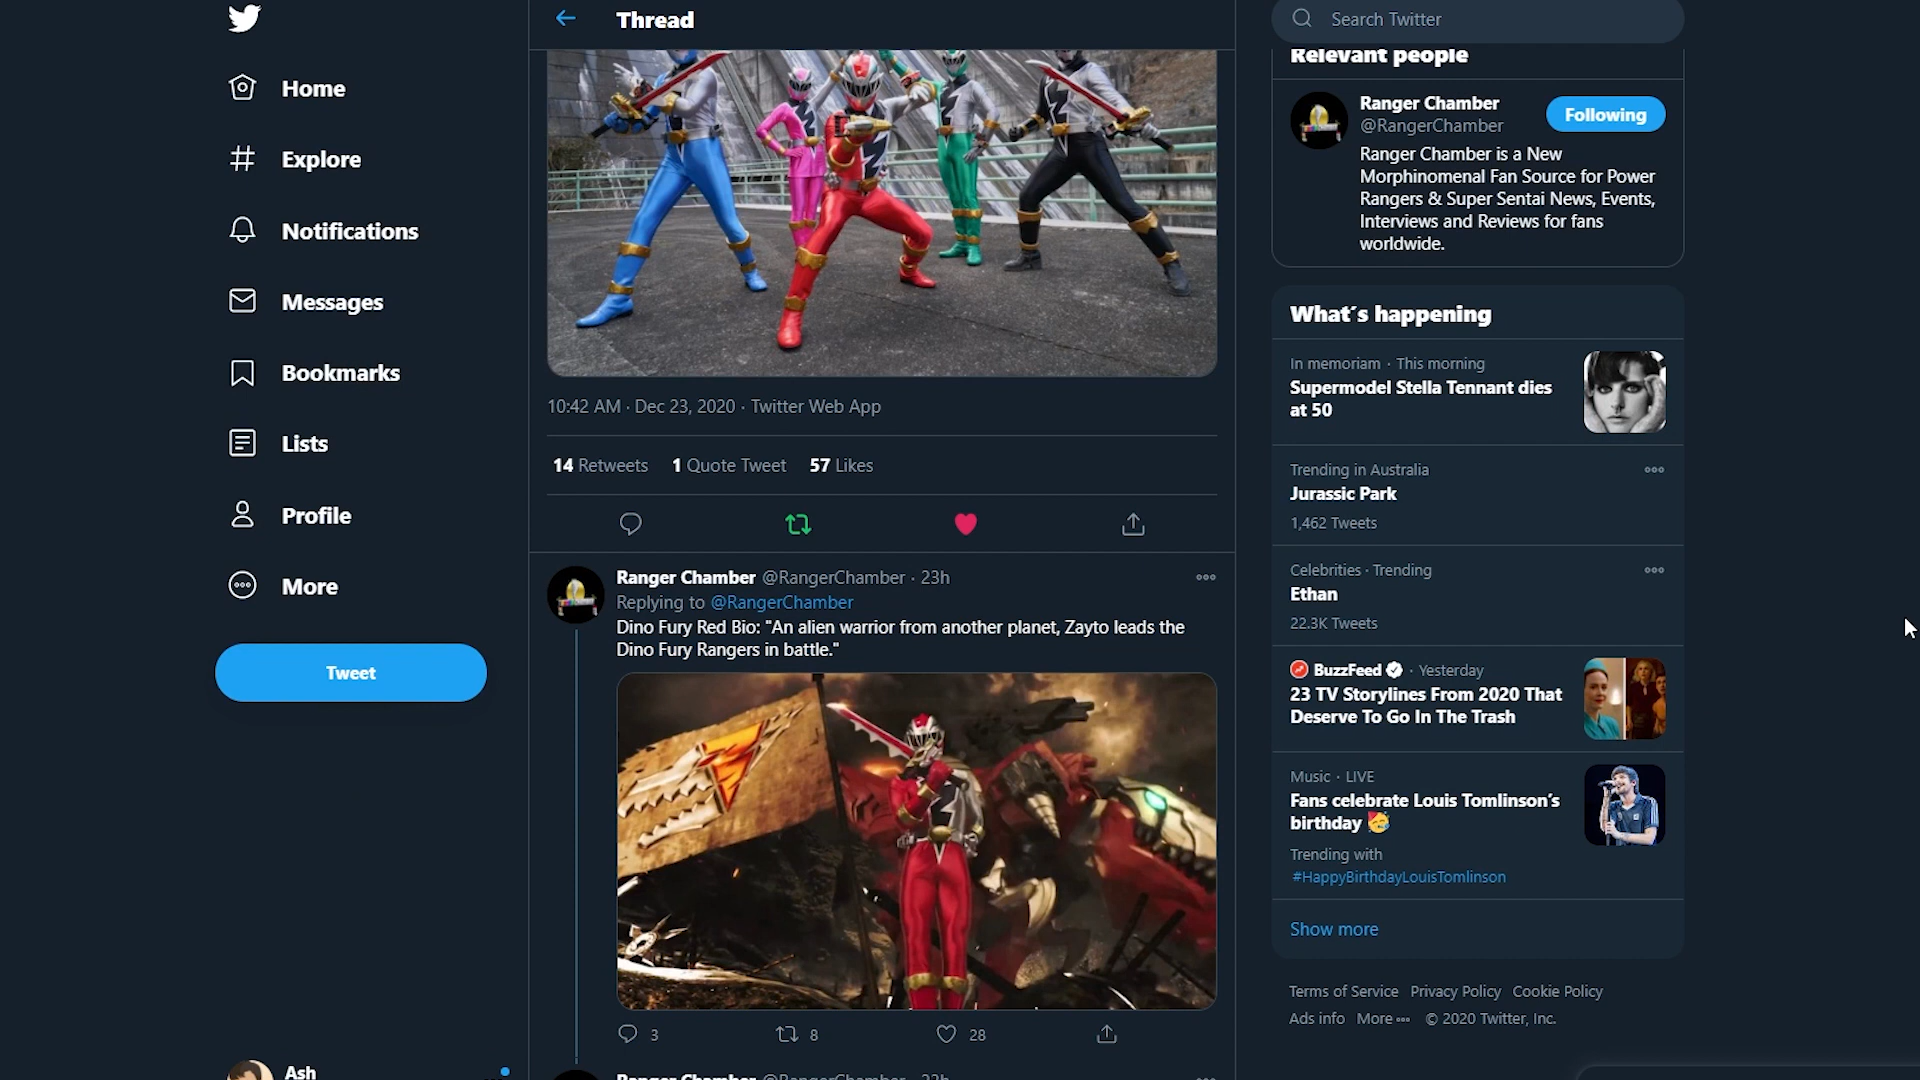 Thread
Search Twitter
Home
Explore
Notifications
Messages
Bookmarks
Lists
Profile
More
Tweet
Ash
10:42 AM · Dec 23, 2020 · Twitter Web App
14 Retweets 1 Quote Tweet 57 Likes
Ranger Chamber @RangerChamber · 23h
Replying to @RangerChamber
Dino Fury Red Bio: "An alien warrior from another planet, Zayto leads the
Dino Fury Rangers in battle."
3 8 28
Ranger Chamber @RangerChamber · 23h
Relevant people
Ranger Chamber
@RangerChamber
Following
Ranger Chamber is a New
Morphinomenal Fan Source for Power
Rangers & Super Sentai News, Events,
Interviews and Reviews for fans
worldwide.
What´s happening
In memoriam · This morning
Supermodel Stella Tennant dies
at 50
Trending in Australia
Jurassic Park
1,462 Tweets
Celebrities · Trending
Ethan
22.3K Tweets
BuzzFeed · Yesterday
23 TV Storylines From 2020 That
Deserve To Go In The Trash
Music · LIVE
Fans celebrate Louis Tomlinson’s
birthday 🥳
Trending with
#HappyBirthdayLouisTomlinson
Show more
Terms of Service Privacy Policy Cookie Policy
Ads info More ··· © 2020 Twitter, Inc.